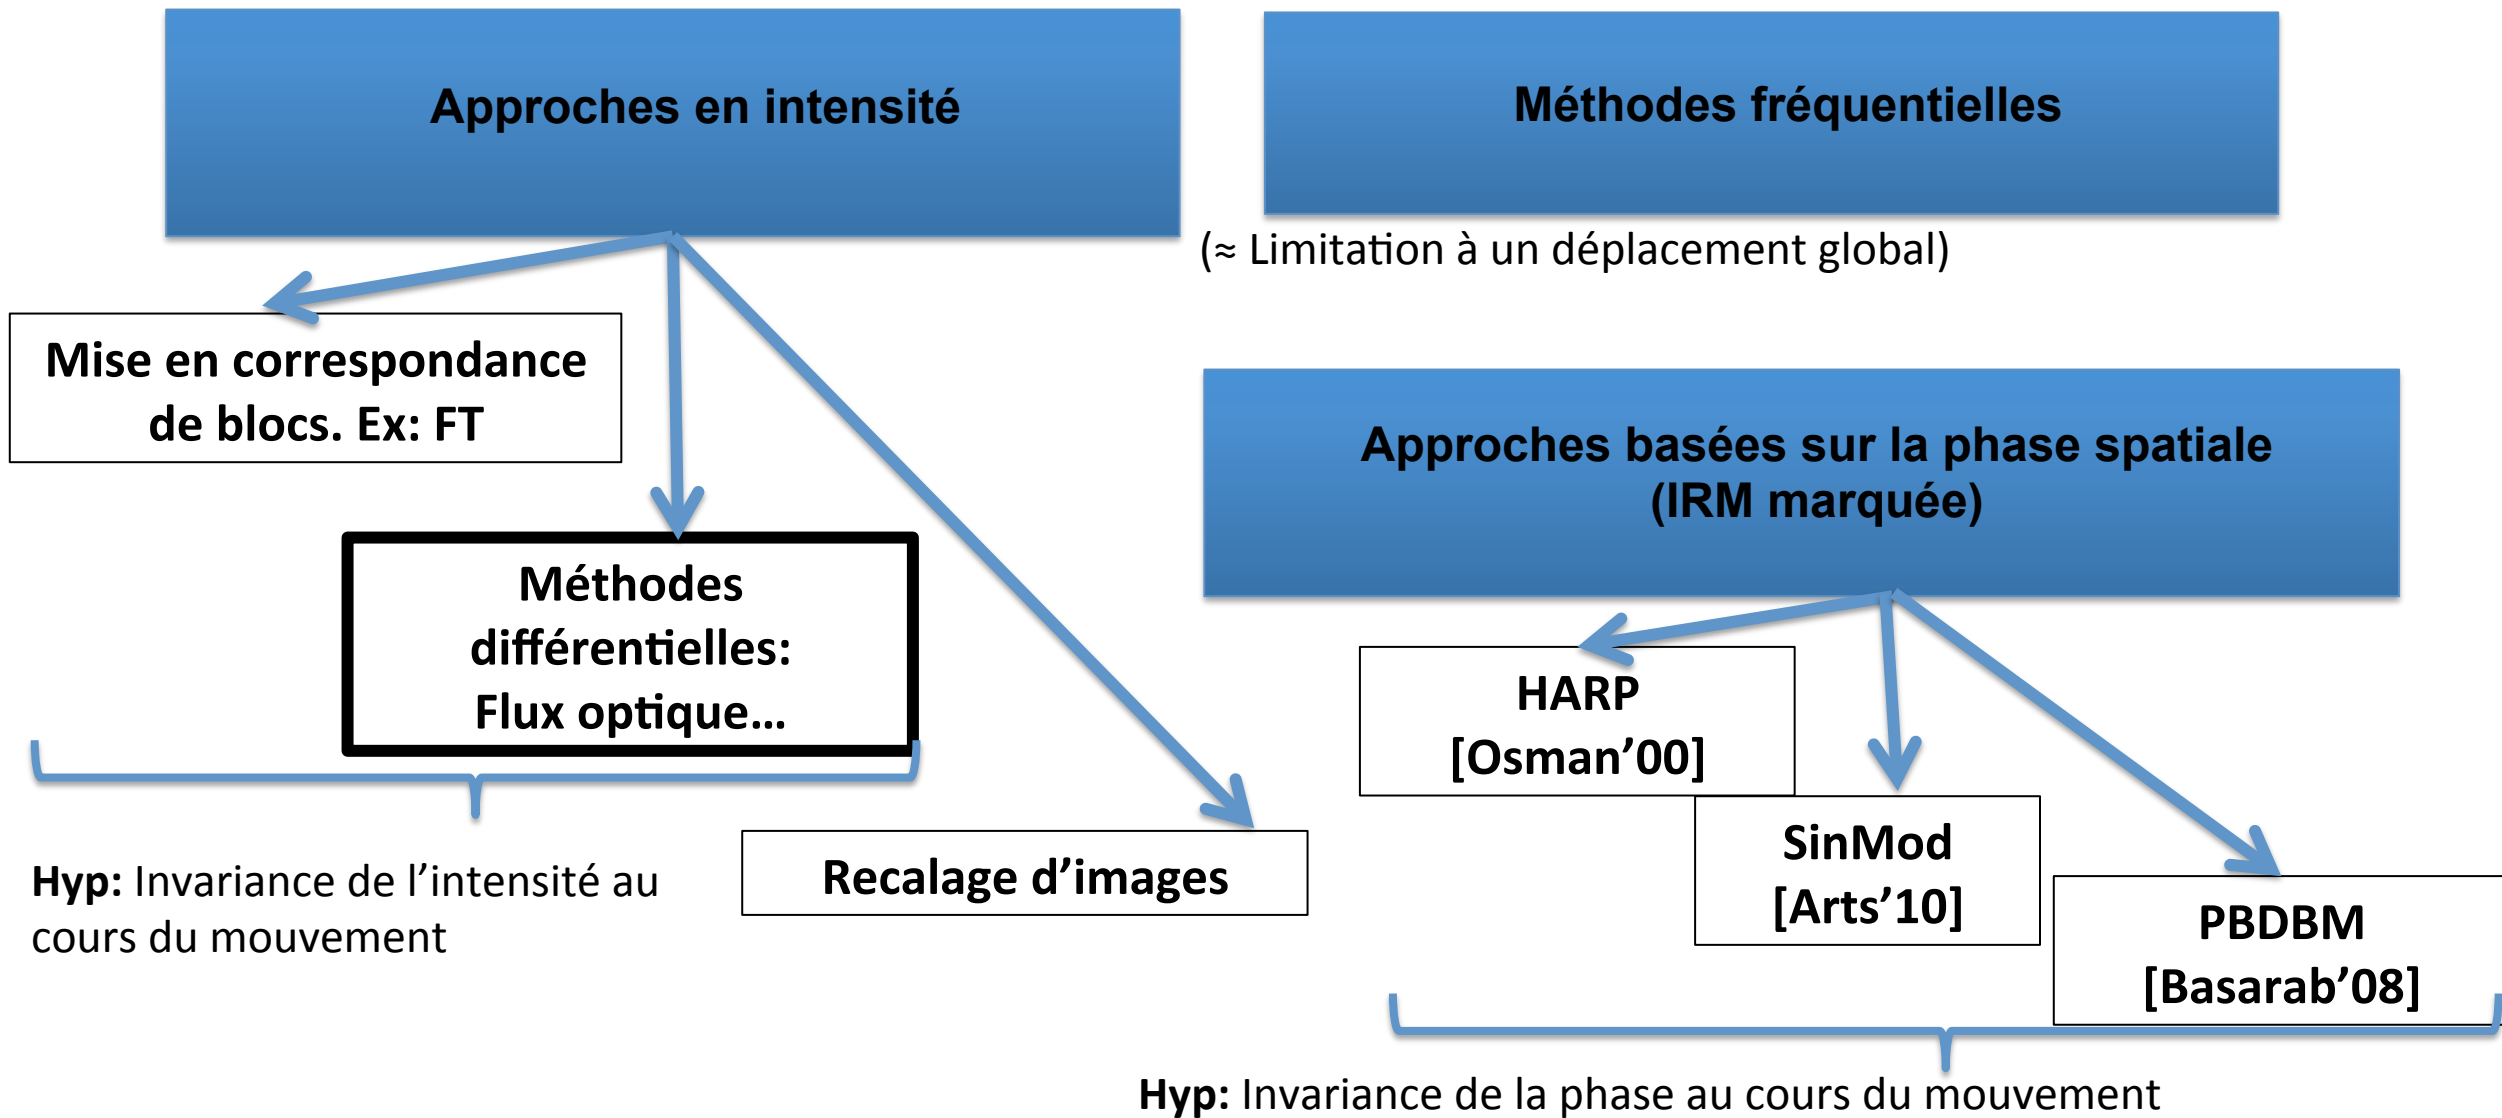 Approches en intensité
Méthodes fréquentielles
(≈ Limitation à un déplacement global)
Mise en correspondance
de blocs. Ex: FT
Méthodes
différentielles:
Flux optique...
Hyp: Invariance de l’intensité au
cours du mouvement
Recalage d’images
Approches basées sur la phase spatiale
(IRM marquée)
HARP
[Osman’00]
SinMod
[Arts’10]
PBDBM
[Basarab’08]
Hyp: Invariance de la phase au cours du mouvement